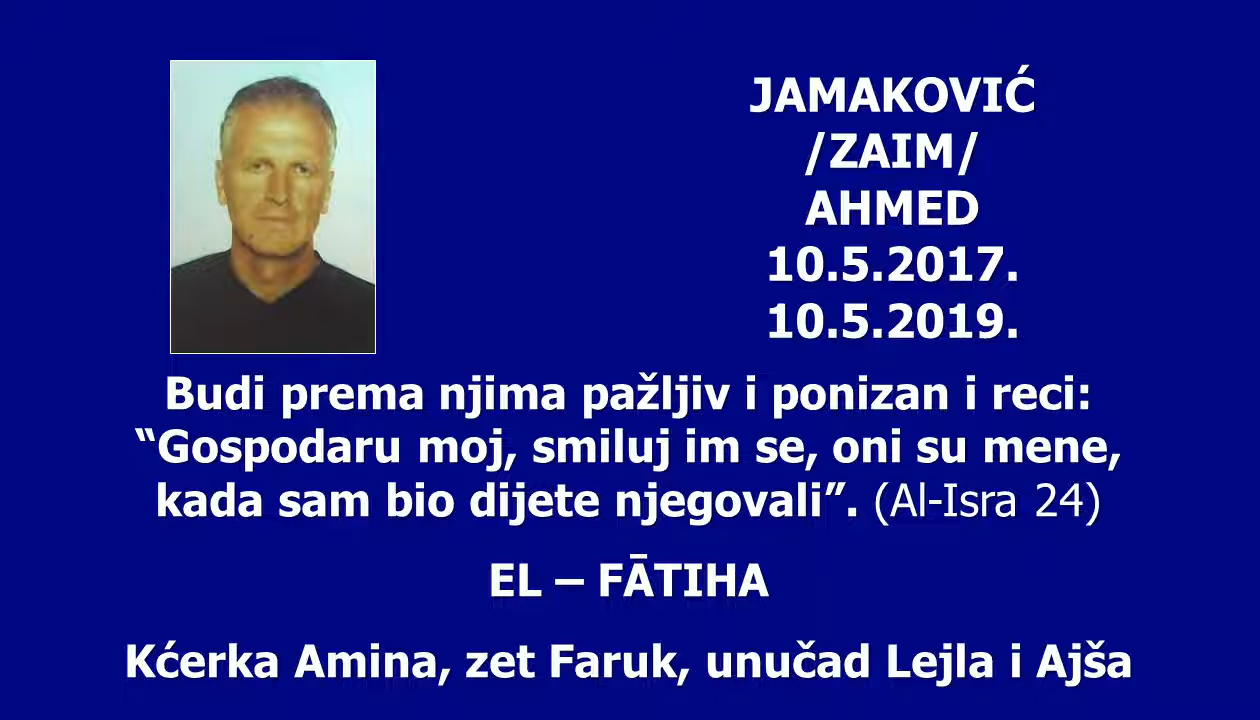 JAMAKOVIĆ
/ZAIM/
AHMED
10.5.2017.
10.5.2019.
Budi prema njima pažljiv i ponizan i reci:
“Gospodaru moj, smiluj im se, oni su mene,
kada sam bio dijete njegovali”. (Al-Isra 24)
EL – FĀTIHA
Kćerka Amina, zet Faruk, unučad Lejla i Ajša